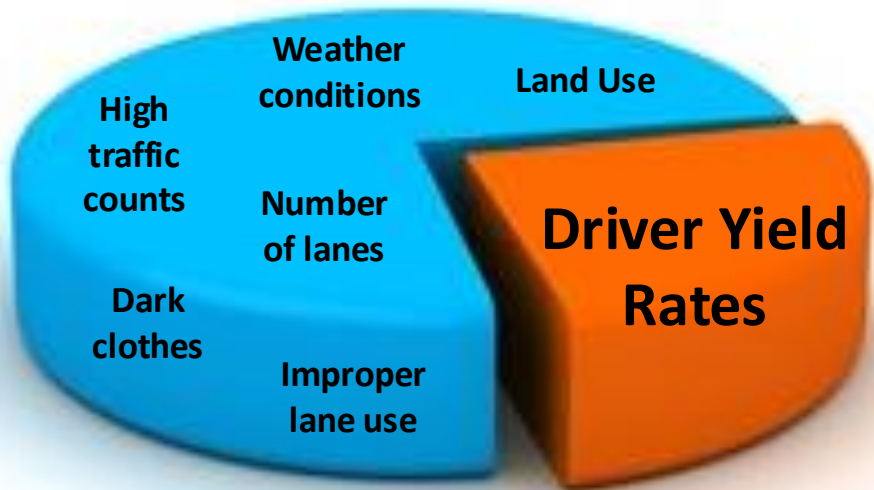 Weather
conditions
Land Use
High
traffic
counts
Number
of lanes
Driver Yield
Rates
Dark
clothes
Improper
lane use